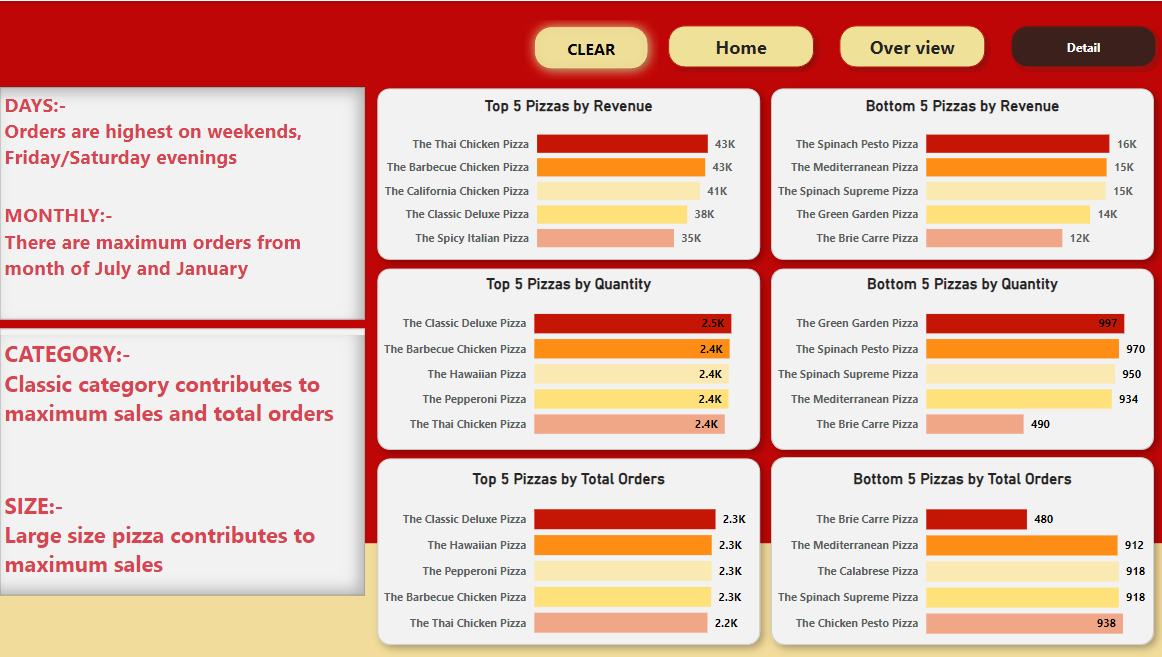 CLEAR
Home
Over view
Detail
DAYS:-
Orders are highest on weekends,
Friday/Saturday evenings
MONTHLY:-
There are maximum orders from
month of July and January
CATEGORY:-
Classic category contributes to
maximum sales and total orders
SIZE:-
Large size pizza contributes to
maximum sales
Top 5 Pizzas by Revenue
The Thai Chicken Pizza 43K
The Barbecue Chicken Pizza 43K
The California Chicken Pizza 41K
The Classic Deluxe Pizza 38K
The Spicy Italian Pizza 35K
Bottom 5 Pizzas by Revenue
The Spinach Pesto Pizza 16K
The Mediterranean Pizza 15K
The Spinach Supreme Pizza 15K
The Green Garden Pizza 14K
The Brie Carre Pizza 12K
Top 5 Pizzas by Quantity
The Classic Deluxe Pizza 2.5K
The Barbecue Chicken Pizza 2.4K
The Hawaiian Pizza 2.4K
The Pepperoni Pizza 2.4K
The Thai Chicken Pizza 2.4K
Bottom 5 Pizzas by Quantity
The Green Garden Pizza 997
The Spinach Pesto Pizza 970
The Spinach Supreme Pizza 950
The Mediterranean Pizza 934
The Brie Carre Pizza 490
Top 5 Pizzas by Total Orders
The Classic Deluxe Pizza 2.3K
The Hawaiian Pizza 2.3K
The Pepperoni Pizza 2.3K
The Barbecue Chicken Pizza 2.3K
The Thai Chicken Pizza 2.2K
Bottom 5 Pizzas by Total Orders
The Brie Carre Pizza 480
The Mediterranean Pizza 912
The Calabrese Pizza 918
The Spinach Supreme Pizza 918
The Chicken Pesto Pizza 938